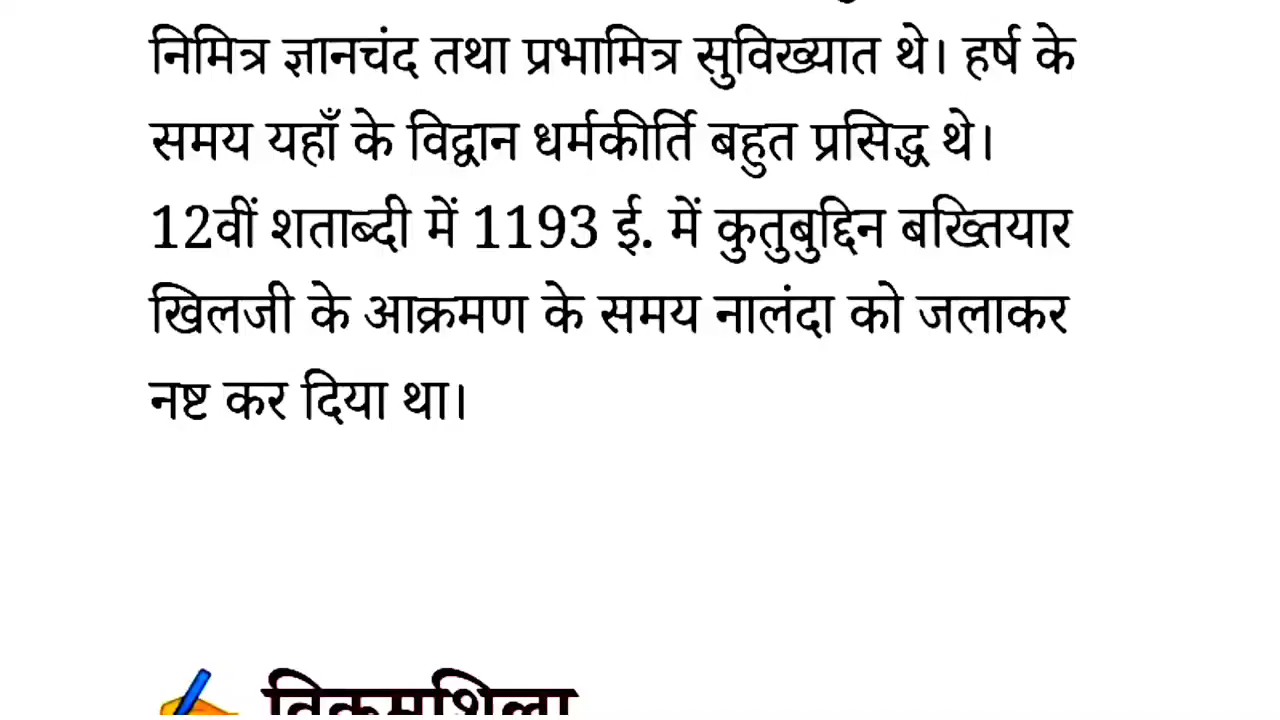 निमित्र ज्ञानचंद तथा प्रभामित्र सुविख्यात थे। हर्ष के
समय यहाँ के विद्वान धर्मकीर्ति बहुत प्रसिद्ध थे।
12वीं शताब्दी में 1193 ई. में कुतुबुद्दिन बख्तियार
खिलजी के आक्रमण के समय नालंदा को जलाकर
नष्ट कर दिया था।
विक्रमशिला